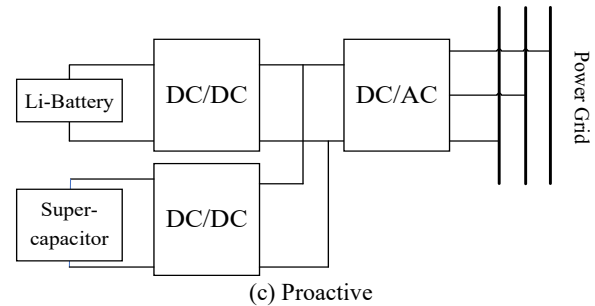 Li-Battery
DC/DC
DC/AC
Power Grid
Super-
capacitor
DC/DC
(c) Proactive